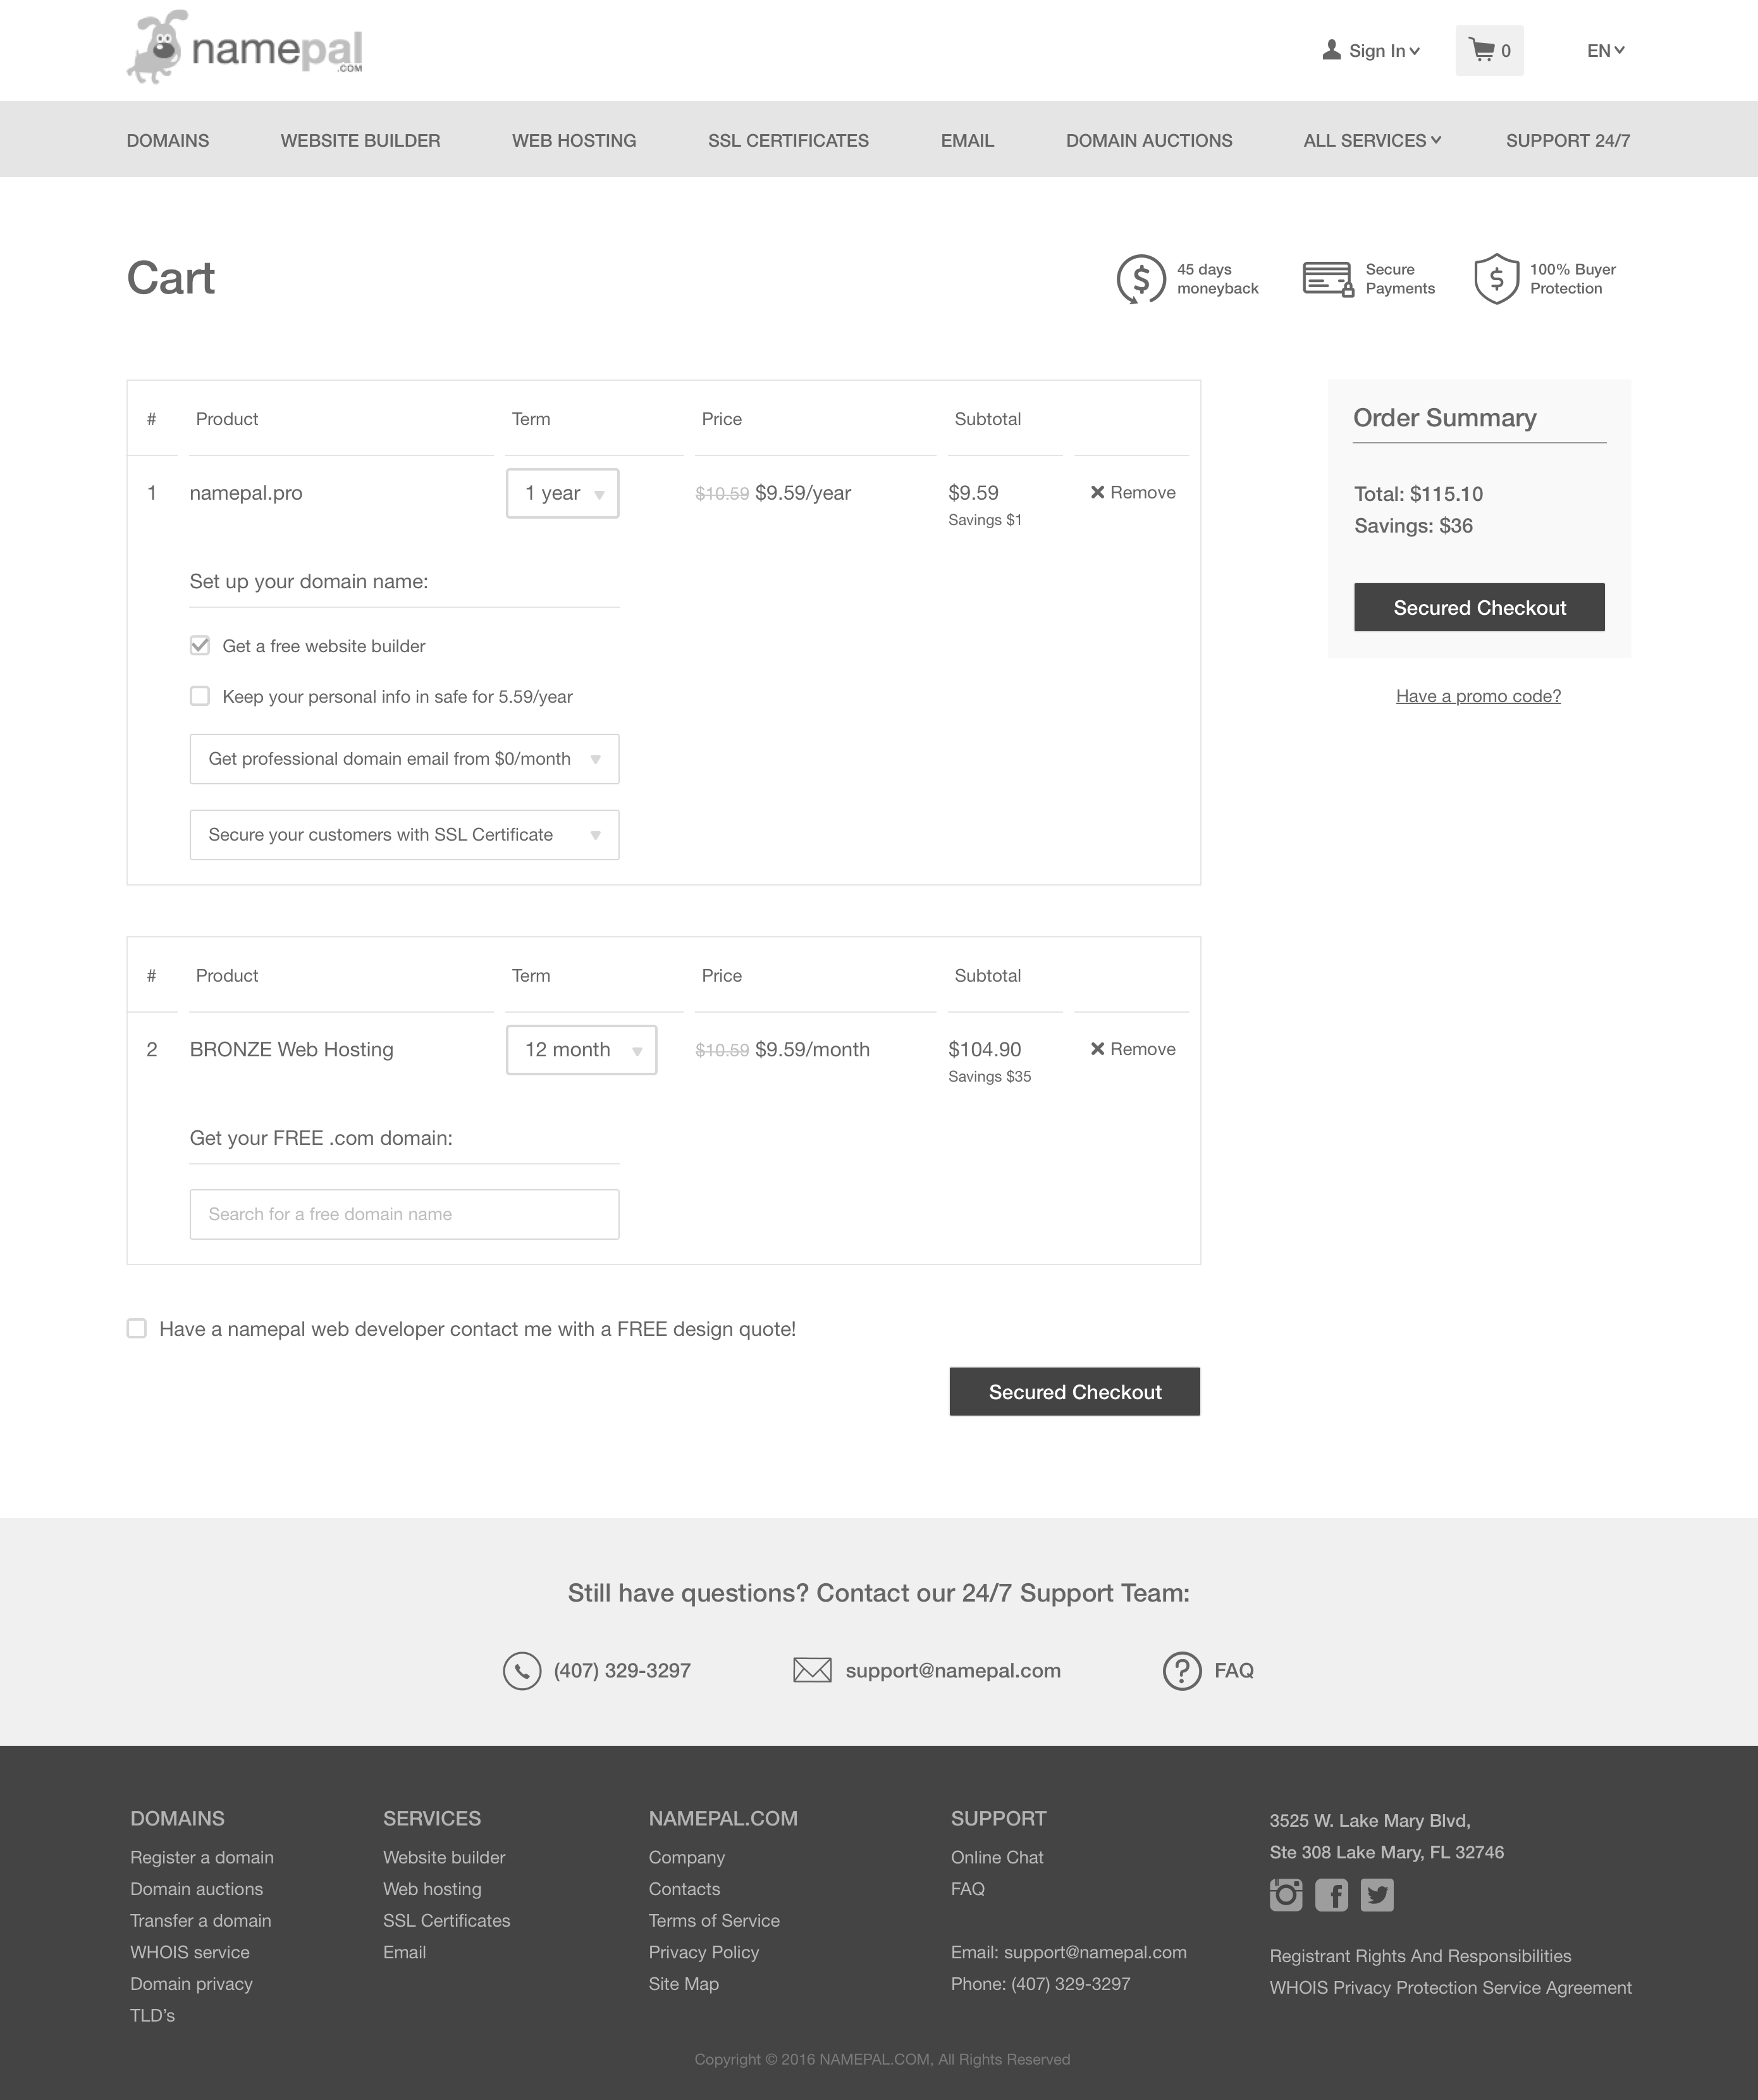 namepal
.COM
Sign In
0
EN
DOMAINS
WEBSITE BUILDER
WEB HOSTING
SSL CERTIFICATES
EMAIL
DOMAIN AUCTIONS
ALL SERVICES
SUPPORT 24/7
Cart
45 days
moneyback
Secure
Payments
100% Buyer
Protection
# Product Term Price Subtotal
1 namepal.pro 1 year $10.59 $9.59/year $9.59 Remove
Savings $1
Set up your domain name:
Get a free website builder
Keep your personal info in safe for 5.59/year
Get professional domain email from $0/month
Secure your customers with SSL Certificate
Order Summary
Total: $115.10
Savings: $36
Secured Checkout
Have a promo code?
# Product Term Price Subtotal
2 BRONZE Web Hosting 12 month $10.59 $9.59/month $104.90 Remove
Savings $35
Get your FREE .com domain:
Search for a free domain name
Have a namepal web developer contact me with a FREE design quote!
Secured Checkout
Still have questions? Contact our 24/7 Support Team:
(407) 329-3297
support@namepal.com
? FAQ
DOMAINS
Register a domain
Domain auctions
Transfer a domain
WHOIS service
Domain privacy
TLD's
SERVICES
Website builder
Web hosting
SSL Certificates
Email
NAMEPAL.COM
Company
Contacts
Terms of Service
Privacy Policy
Site Map
SUPPORT
Online Chat
FAQ
Email: support@namepal.com
Phone: (407) 329-3297
3525 W. Lake Mary Blvd,
Ste 308 Lake Mary, FL 32746
Registrant Rights And Responsibilities
WHOIS Privacy Protection Service Agreement
Copyright © 2016 NAMEPAL.COM, All Rights Reserved